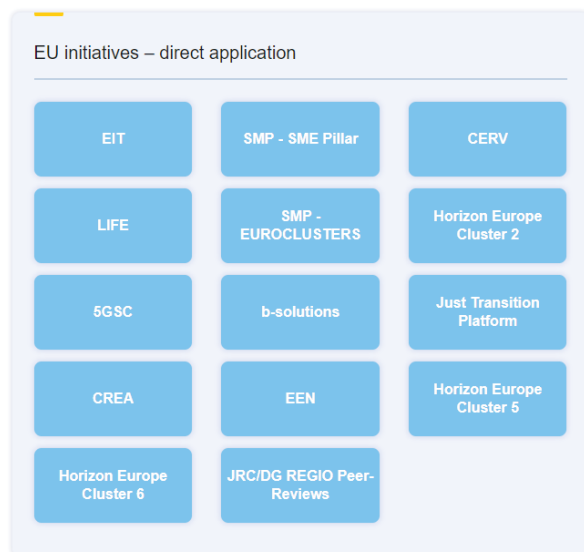 EU initiatives – direct application
EIT
SMP - SME Pillar
CERV
LIFE
SMP -
EUROCLUSTERS
Horizon Europe
Cluster 2
5GSC
b-solutions
Just Transition
Platform
CREA
EEN
Horizon Europe
Cluster 5
Horizon Europe
Cluster 6
JRC/DG REGIO Peer-
Reviews